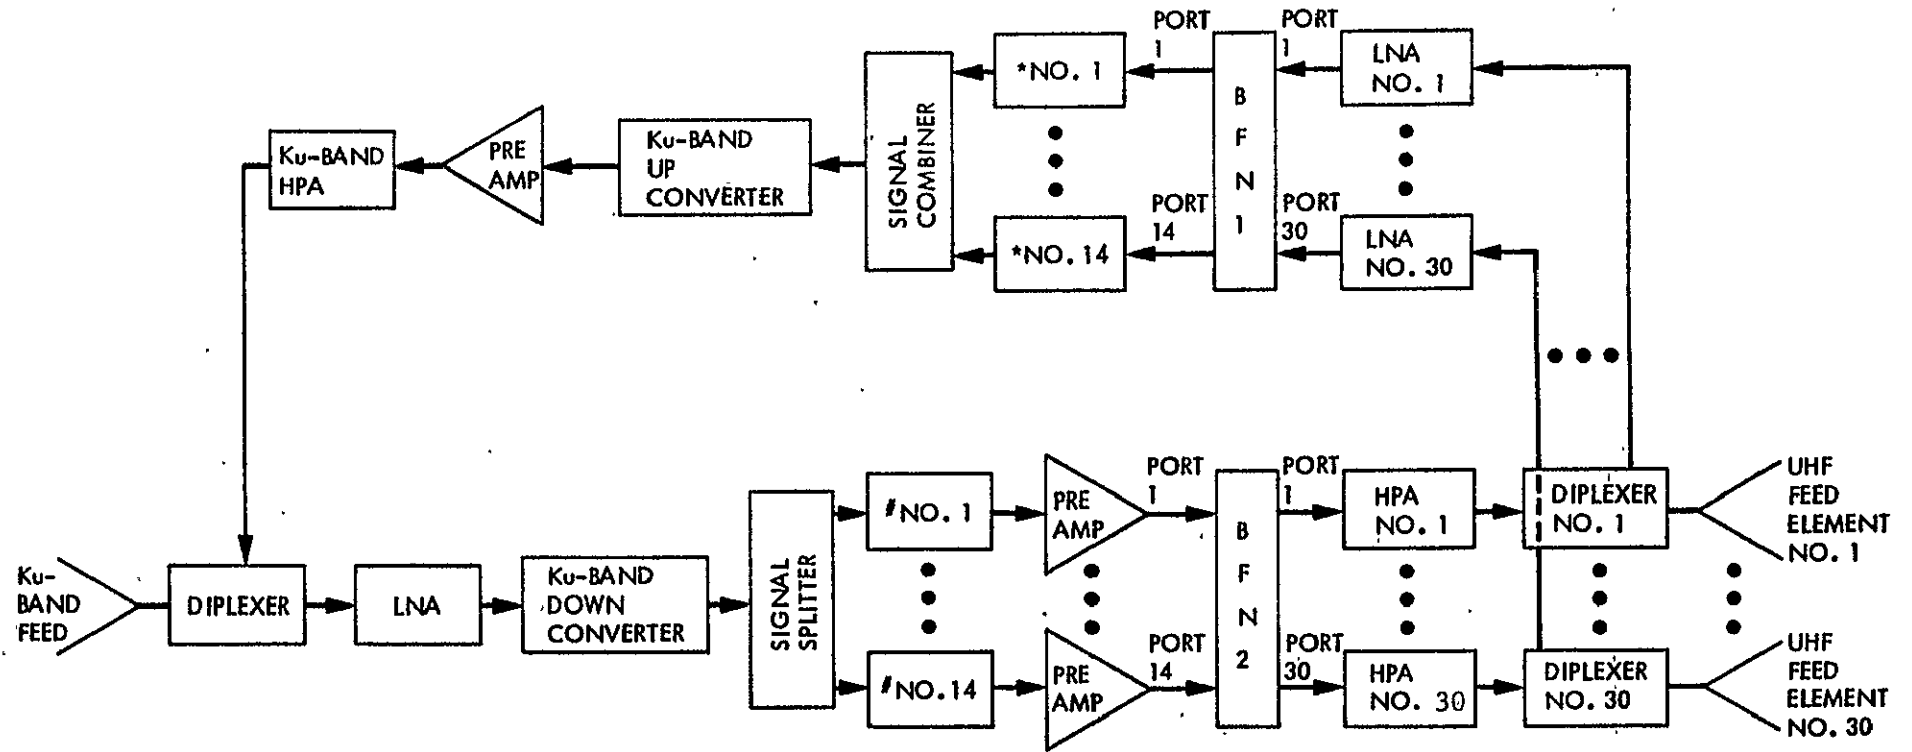 PORT
1
PORT
1
*NO. 1
LNA
NO. 1
Ku-BAND
HPA
PRE
AMP
Ku-BAND
UP
CONVERTER
SIGNAL
COMBINER
B
F
N
1
PORT
14
PORT
30
*NO. 14
LNA
NO. 30
Ku-
BAND
FEED
DIPLEXER
LNA
Ku-BAND
DOWN
CONVERTER
SIGNAL
SPLITTER
#NO. 1
PRE
AMP
PORT
1
B
F
N
2
PORT
1
HPA
NO. 1
DIPLEXER
NO. 1
UHF
FEED
ELEMENT
NO. 1
#NO. 14
PRE
AMP
PORT
14
PORT
30
HPA
NO. 30
DIPLEXER
NO. 30
UHF
FEED
ELEMENT
NO. 30